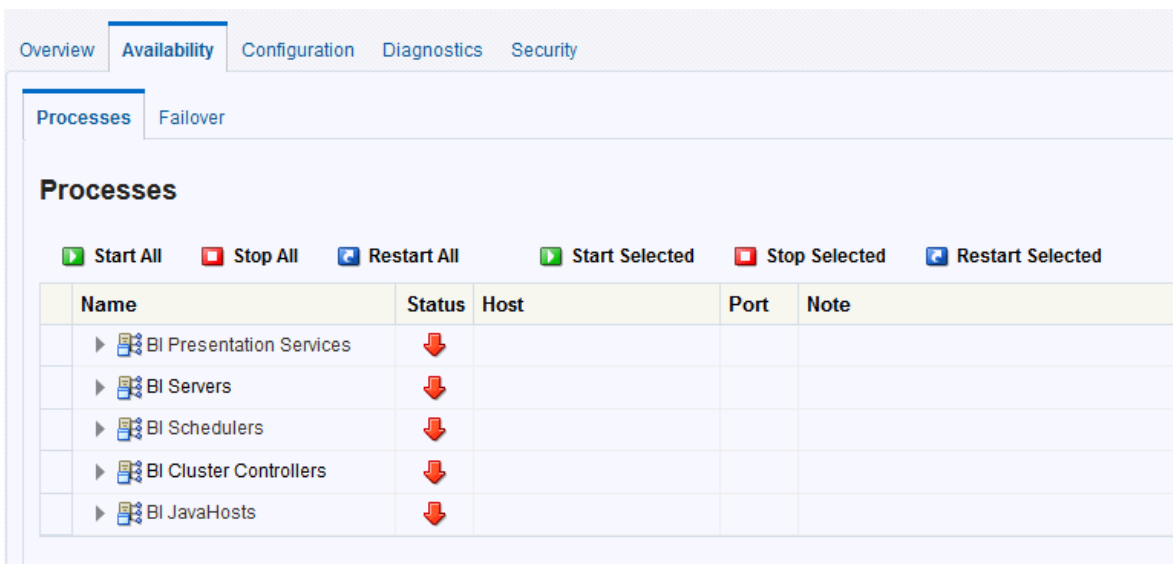 Overview Availability Configuration Diagnostics Security
Processes Failover
Processes
Start All Stop All Restart All Start Selected Stop Selected Restart Selected
Name Status Host Port Note
BI Presentation Services
BI Servers
BI Schedulers
BI Cluster Controllers
BI JavaHosts